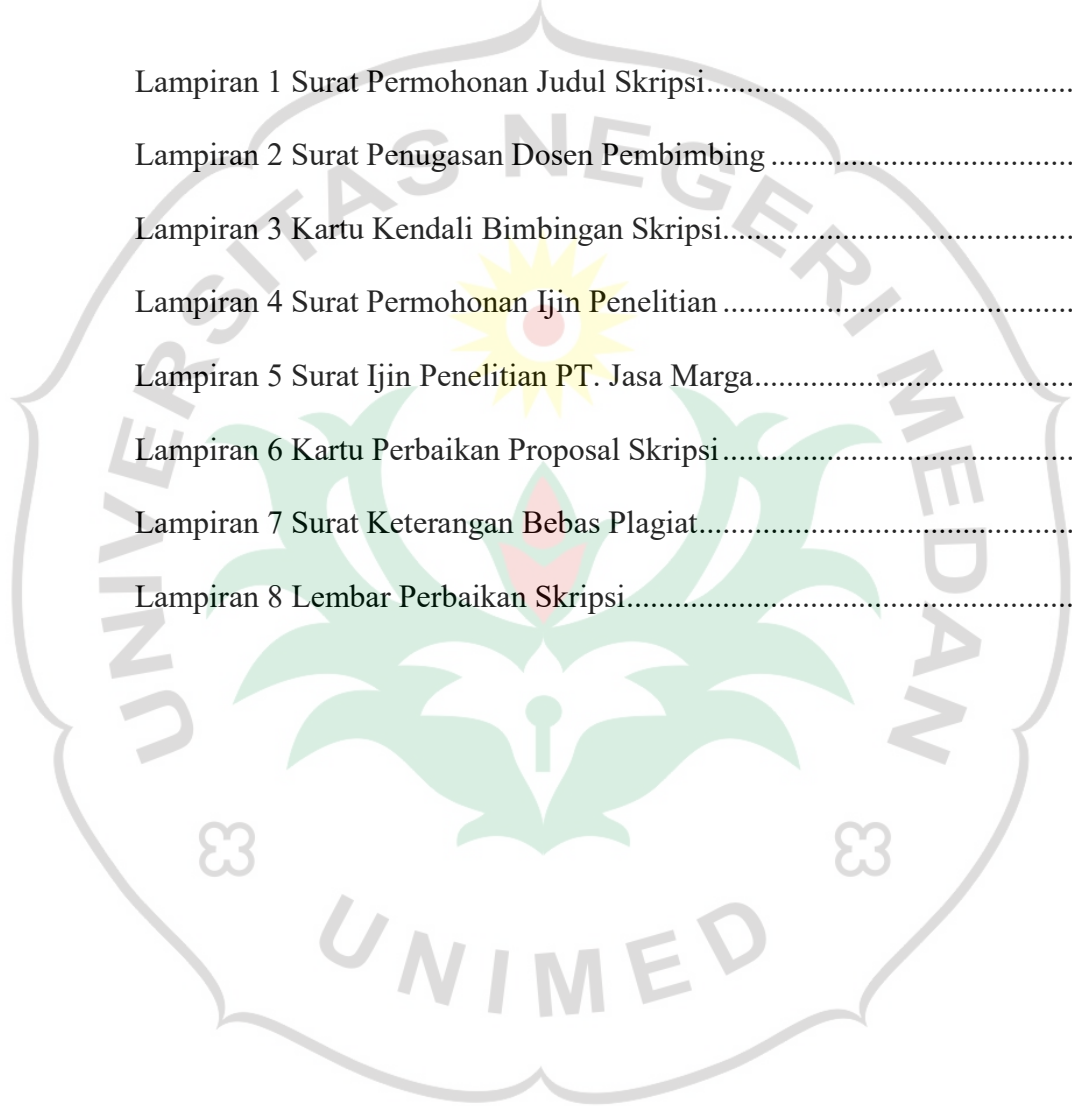 Lampiran 1 Surat Permohonan Judul Skripsi..............................................
Lampiran 2 Surat Penugasan Dosen Pembimbing ......................................
Lampiran 3 Kartu Kendali Bimbingan Skripsi............................................
Lampiran 4 Surat Permohonan Ijin Penelitian ............................................
Lampiran 5 Surat Ijin Penelitian PT. Jasa Marga........................................
Lampiran 6 Kartu Perbaikan Proposal Skripsi ............................................
Lampiran 7 Surat Keterangan Bebas Plagiat...............................................
Lampiran 8 Lembar Perbaikan Skripsi........................................................
UNIVERSITAS NEGERI MEDAN
UNIMED